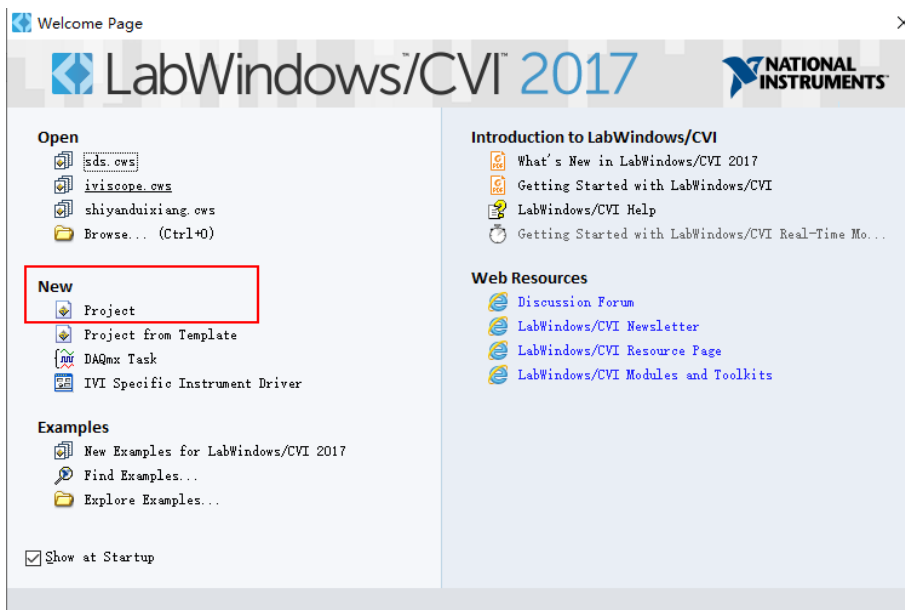 Welcome Page
LabWindows™/CVI™ 2017
NATIONAL
INSTRUMENTS™
Open
sds.cws
iviscope.cws
shiyanduixiang.cws
Browse... (Ctrl+O)
New
Project
Project from Template
DAQmx Task
IVI Specific Instrument Driver
Examples
New Examples for LabWindows/CVI 2017
Find Examples...
Explore Examples...
Show at Startup
Introduction to LabWindows/CVI
What's New in LabWindows/CVI 2017
Getting Started with LabWindows/CVI
LabWindows/CVI Help
Getting Started with LabWindows/CVI Real-Time Mo...
Web Resources
Discussion Forum
LabWindows/CVI Newsletter
LabWindows/CVI Resource Page
LabWindows/CVI Modules and Toolkits